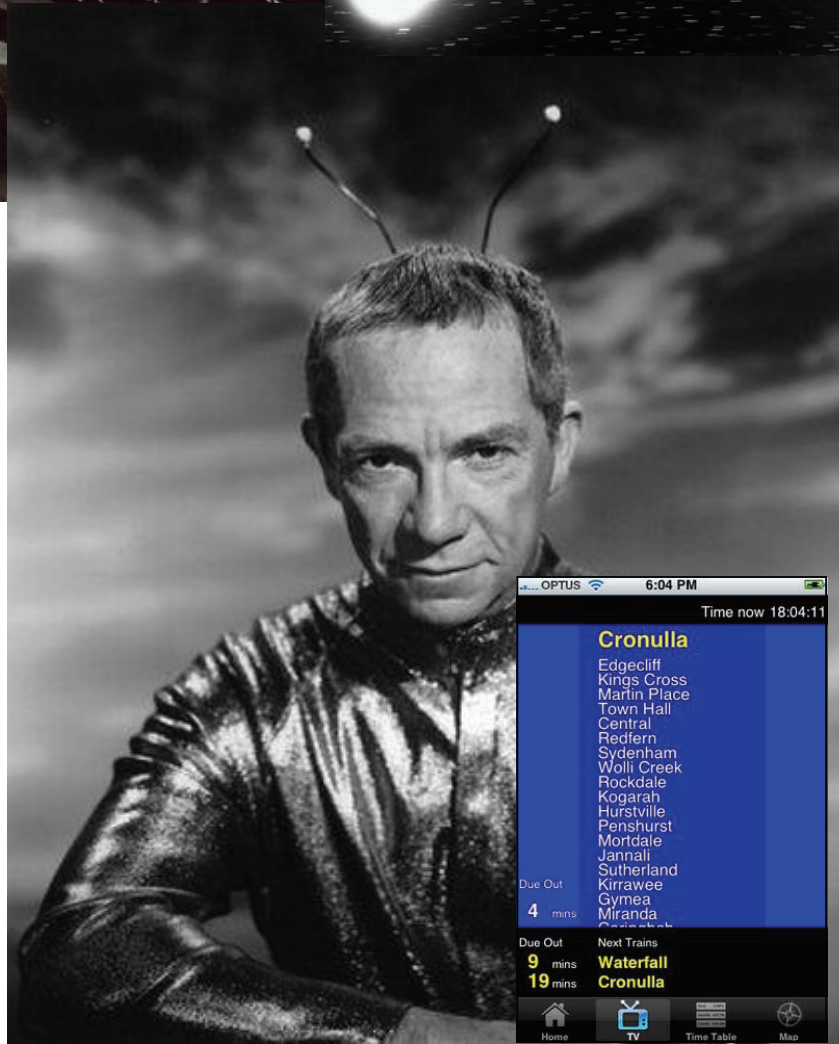 OPTUS 6:04 PM
Time now 18:04:11
Cronulla
Edgecliff
Kings Cross
Martin Place
Town Hall
Central
Redfern
Sydenham
Wolli Creek
Rockdale
Kogarah
Hurstville
Penshurst
Mortdale
Jannali
Sutherland
Due Out Kirrawee
Gymea
4 mins Miranda
Due Out Next Trains
9 mins Waterfall
19 mins Cronulla
Home TV Time Table Map